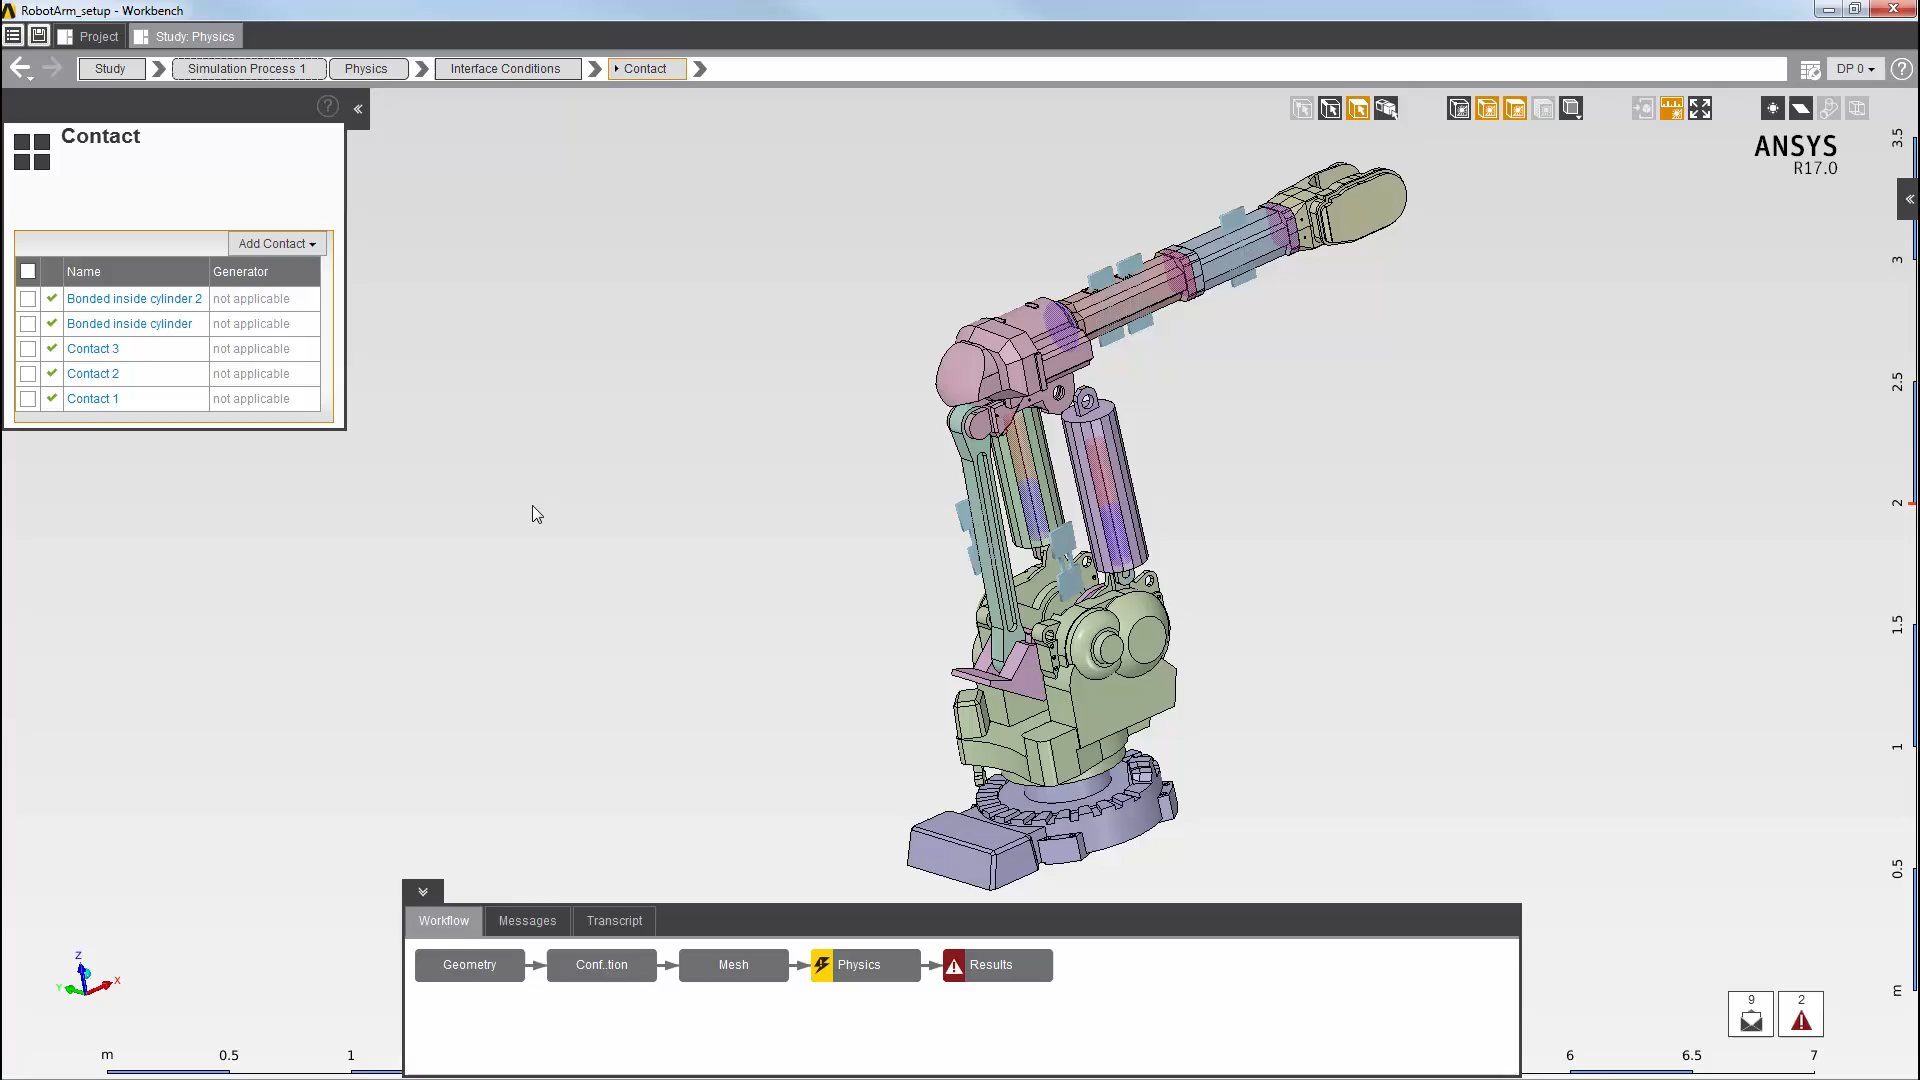 RobotArm_setup - Workbench
Project
Study: Physics
Study
Simulation Process 1
Physics
Interface Conditions
Contact
DP 0
Contact
Add Contact
Name
Generator
Bonded inside cylinder 2
not applicable
Bonded inside cylinder
not applicable
Contact 3
not applicable
Contact 2
not applicable
Contact 1
not applicable
ANSYS
R17.0
3.5
3
2.5
2
1.5
1
0.5
m
Workflow
Messages
Transcript
Geometry
Conf..tion
Mesh
Physics
Results
Z
Y
X
9
2
m
0.5
1
6
6.5
7